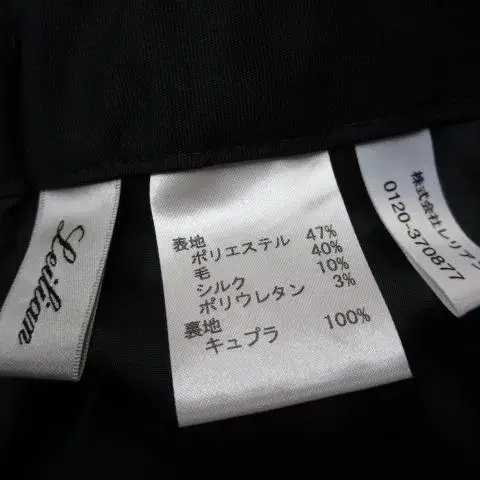 Leilian
表地
ポリエステル 47%
毛 40%
シルク 10%
ポリウレタン 3%
裏地
キュプラ 100%
株式会社レリアン
0120-370877